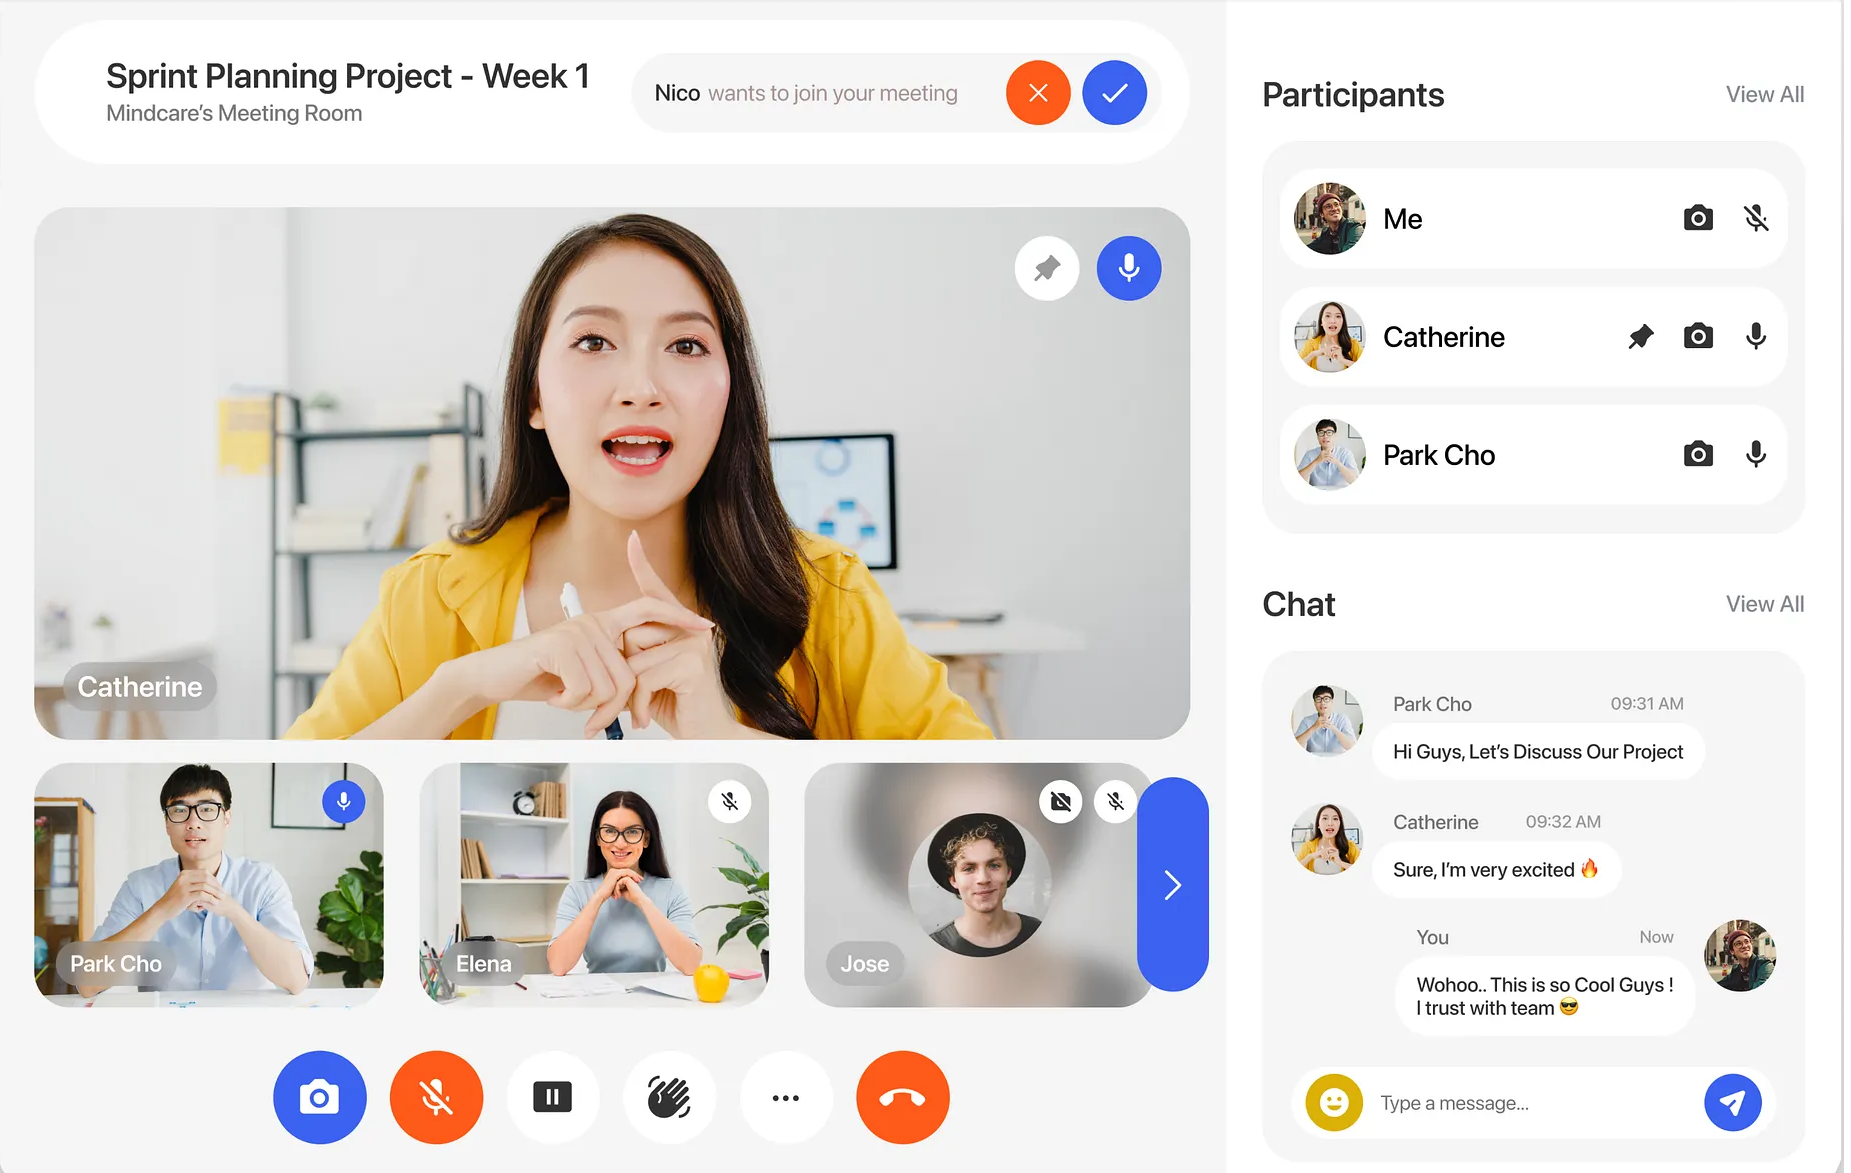 Sprint Planning Project - Week 1
Mindcare’s Meeting Room
Nico wants to join your meeting
Catherine
Park Cho
Elena
Jose
Participants
View All
Me
Catherine
Park Cho
Chat
View All
Park Cho
09:31 AM
Hi Guys, Let’s Discuss Our Project
Catherine
09:32 AM
Sure, I’m very excited 🔥
You
Now
Wohoo.. This is so Cool Guys !
I trust with team 😎
Type a message...